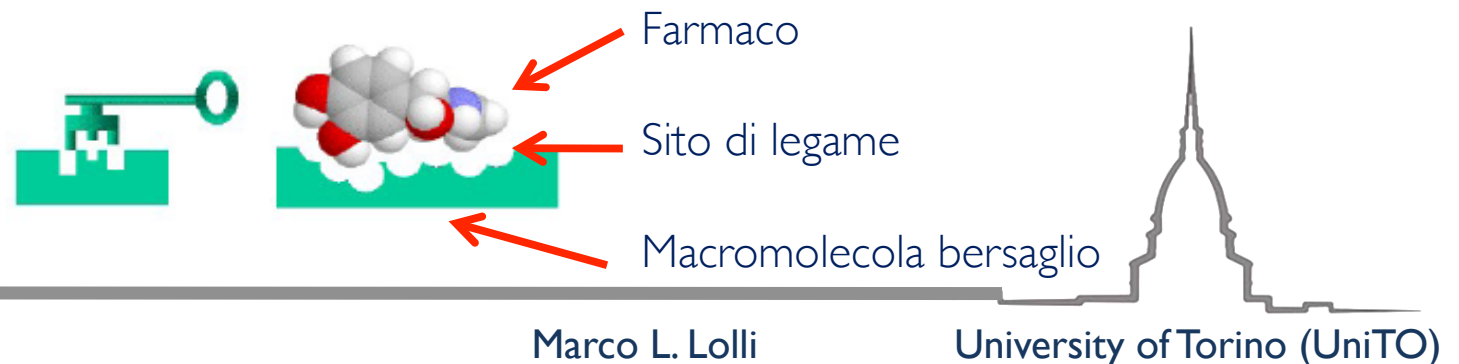 Farmaco
Sito di legame
Macromolecola bersaglio
Marco L. Lolli
University of Torino (UniTO)